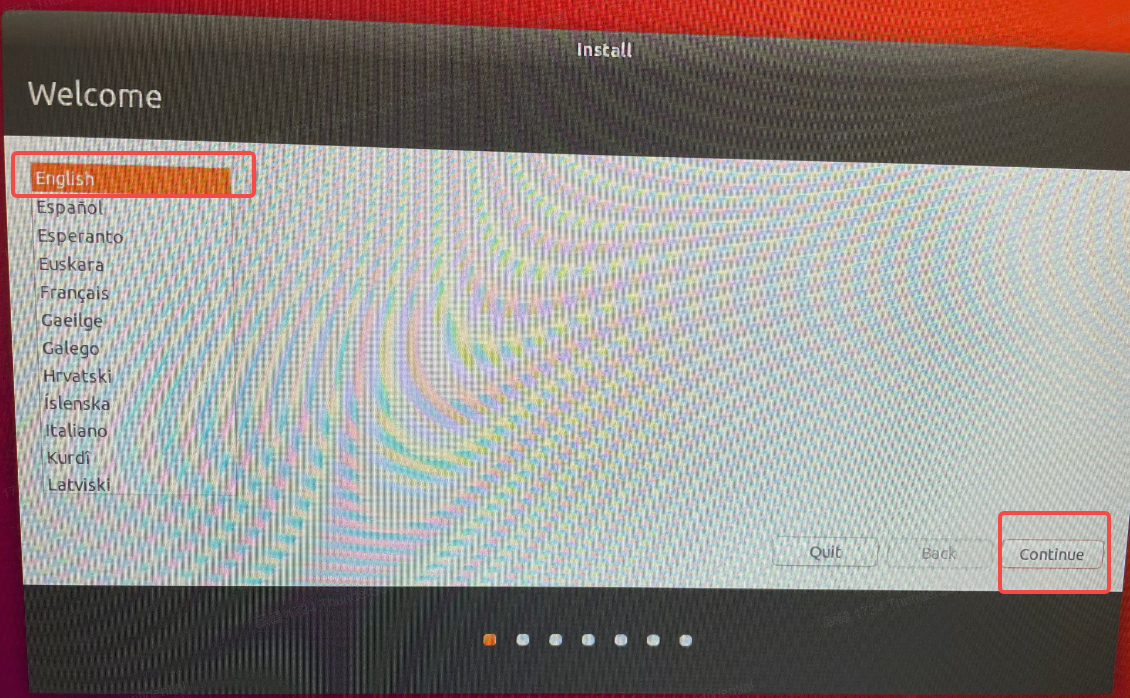 Install
Welcome
English
Español
Esperanto
Euskara
Français
Gaeilge
Galego
Hrvatski
Íslenska
Italiano
Kurdî
Latviski
Quit
Back
Continue